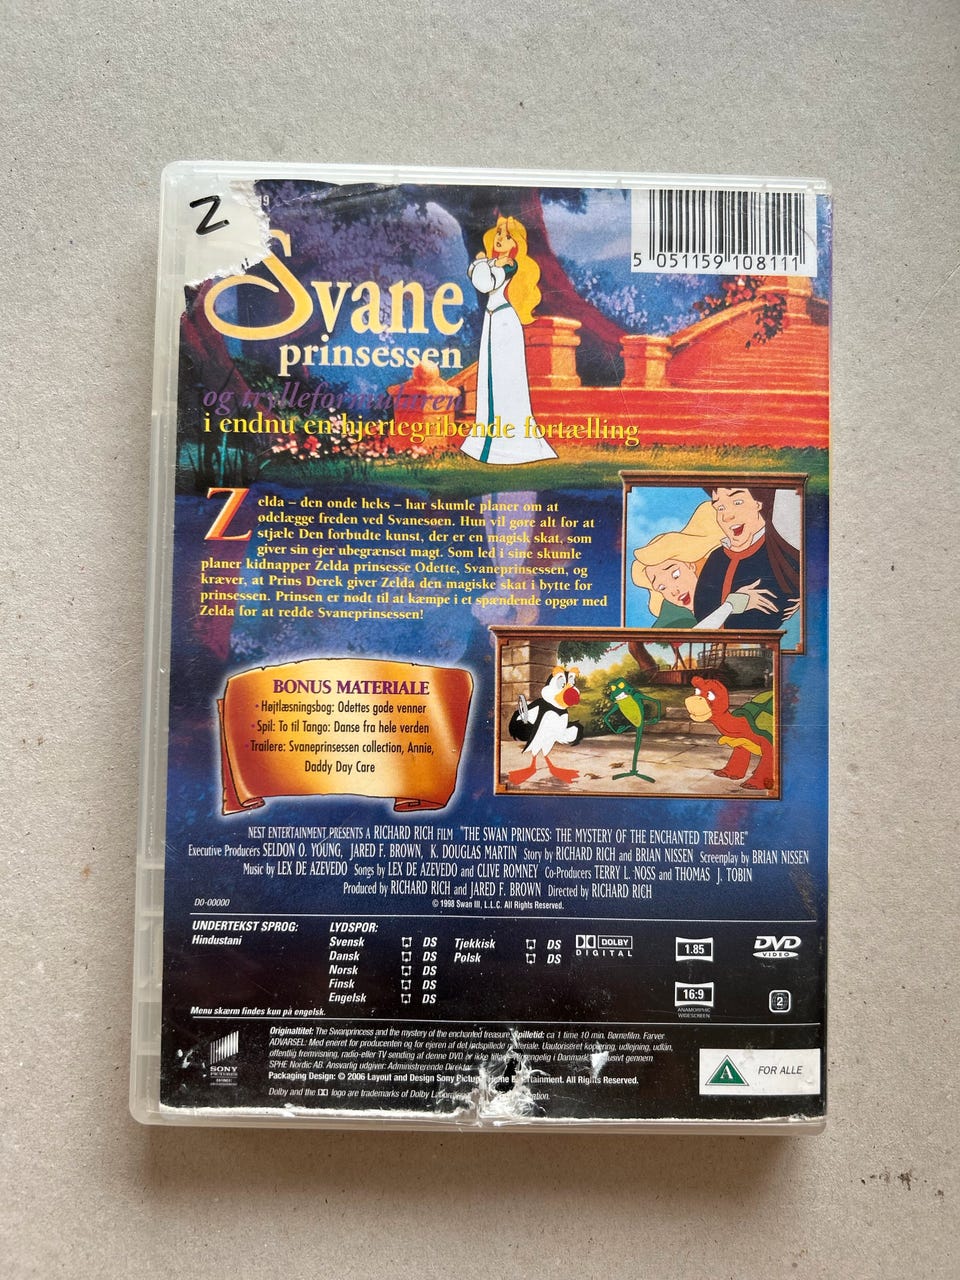 Z
19
5 051159 108111
Svane
prinsessen
og trylleformularen
i endnu en hjertegribende fortælling
Zelda – den onde heks – har skumle planer om at
ødelægge freden ved Svanesøen. Hun vil gøre alt for at
stjæle Den forbudte kunst, der er en magisk skat, som
giver sin ejer ubegrænset magt. Som led i sine skumle
planer kidnapper Zelda prinsesse Odette, Svaneprinsessen, og
kræver, at Prins Derek giver Zelda den magiske skat i bytte for
prinsessen. Prinsen er nødt til at kæmpe i et spændende opgør med
Zelda for at redde Svaneprinsessen!
BONUS MATERIALE
• Højtlæsningsbog: Odettes gode venner
• Spil: To til Tango: Danse fra hele verden
• Trailere: Svaneprinsessen collection, Annie,
Daddy Day Care
NEST ENTERTAINMENT PRESENTS A RICHARD RICH FILM "THE SWAN PRINCESS: THE MYSTERY OF THE ENCHANTED TREASURE"
Executive Producers SELDON O. YOUNG, JARED F. BROWN, K. DOUGLAS MARTIN Story by RICHARD RICH and BRIAN NISSEN Screenplay by BRIAN NISSEN
Music by LEX DE AZEVEDO Songs by LEX DE AZEVEDO and CLIVE ROMNEY Co-Producers TERRY L. NOSS and THOMAS J. TOBIN
Produced by RICHARD RICH and JARED F. BROWN Directed by RICHARD RICH
D0-00000
© 1998 Swan III, L.L.C. All Rights Reserved.
UNDERTEKST SPROG:
Hindustani
LYDSPOR:
Svensk DS
Dansk DS
Norsk DS
Finsk DS
Engelsk DS
Tjekkisk DS
Polsk DS
DOLBY
DIGITAL
1.85
16:9
ANAMORPHIC
WIDESCREEN
DVD
VIDEO
2
Menu skærm findes kun på engelsk.
SONY
PICTURES
Originaltitel: The Swanprincess and the mystery of the enchanted treasure Spilletid: ca 1 time 10 min. Børnefilm. Farver
ADVARSEL: Med eneret for producenten og for ejeren af det indspillede materiale. Uautoriseret kopiering, udlejning, udlån,
offentlig fremvisning, radio-eller TV sending af denne DVD er ikke tilladt. i Danmark gennem
SPHE Nordic AB. Ansvarlig udgiver: Administrerende Direktør
Packaging Design: © 2006 Layout and Design Sony Pictures Home Entertainment. All Rights Reserved.
Dolby and the logo are trademarks of Dolby
A
FOR ALLE